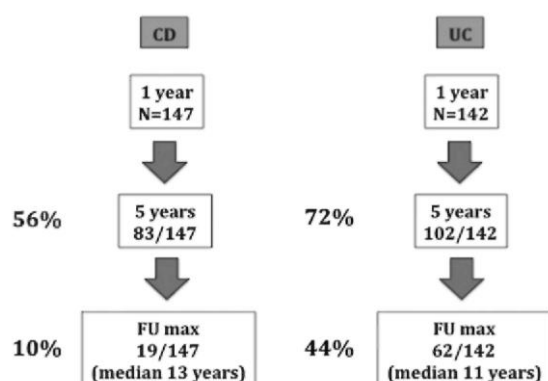 CD
1 year
N=147
56%
5 years
83/147
10%
FU max
19/147
(median 13 years)
UC
1 year
N=142
72%
5 years
102/142
44%
FU max
62/142
(median 11 years)